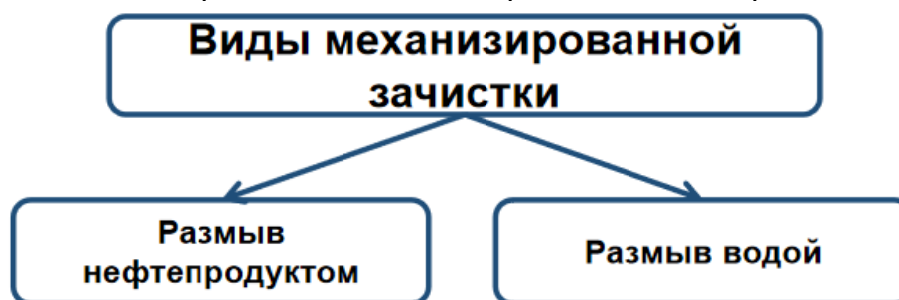 Виды механизированной
зачистки
Размыв
нефтепродуктом
Размыв водой